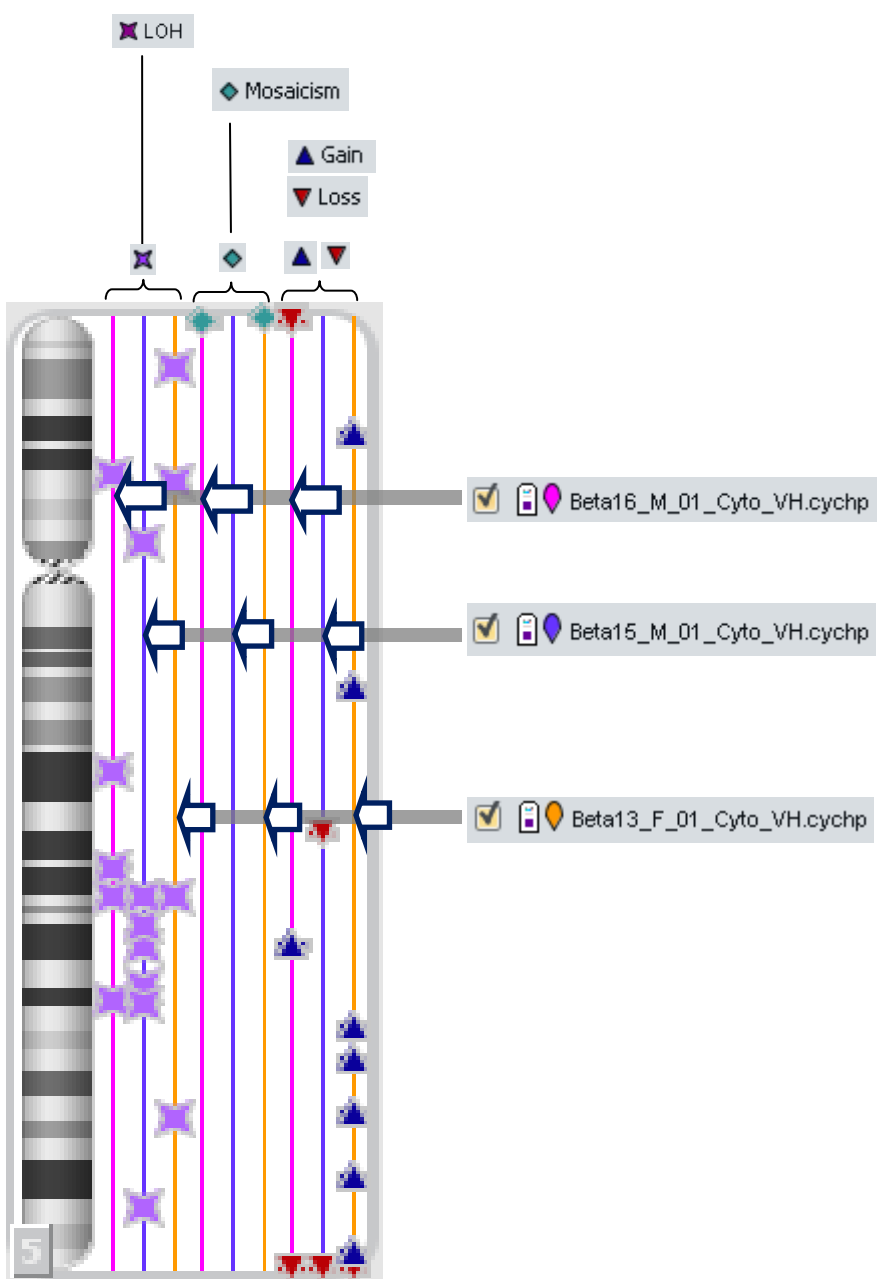 LOH
Mosaicism
Gain
Loss
Beta16_M_01_Cyto_VH.cychp
Beta15_M_01_Cyto_VH.cychp
Beta13_F_01_Cyto_VH.cychp
5